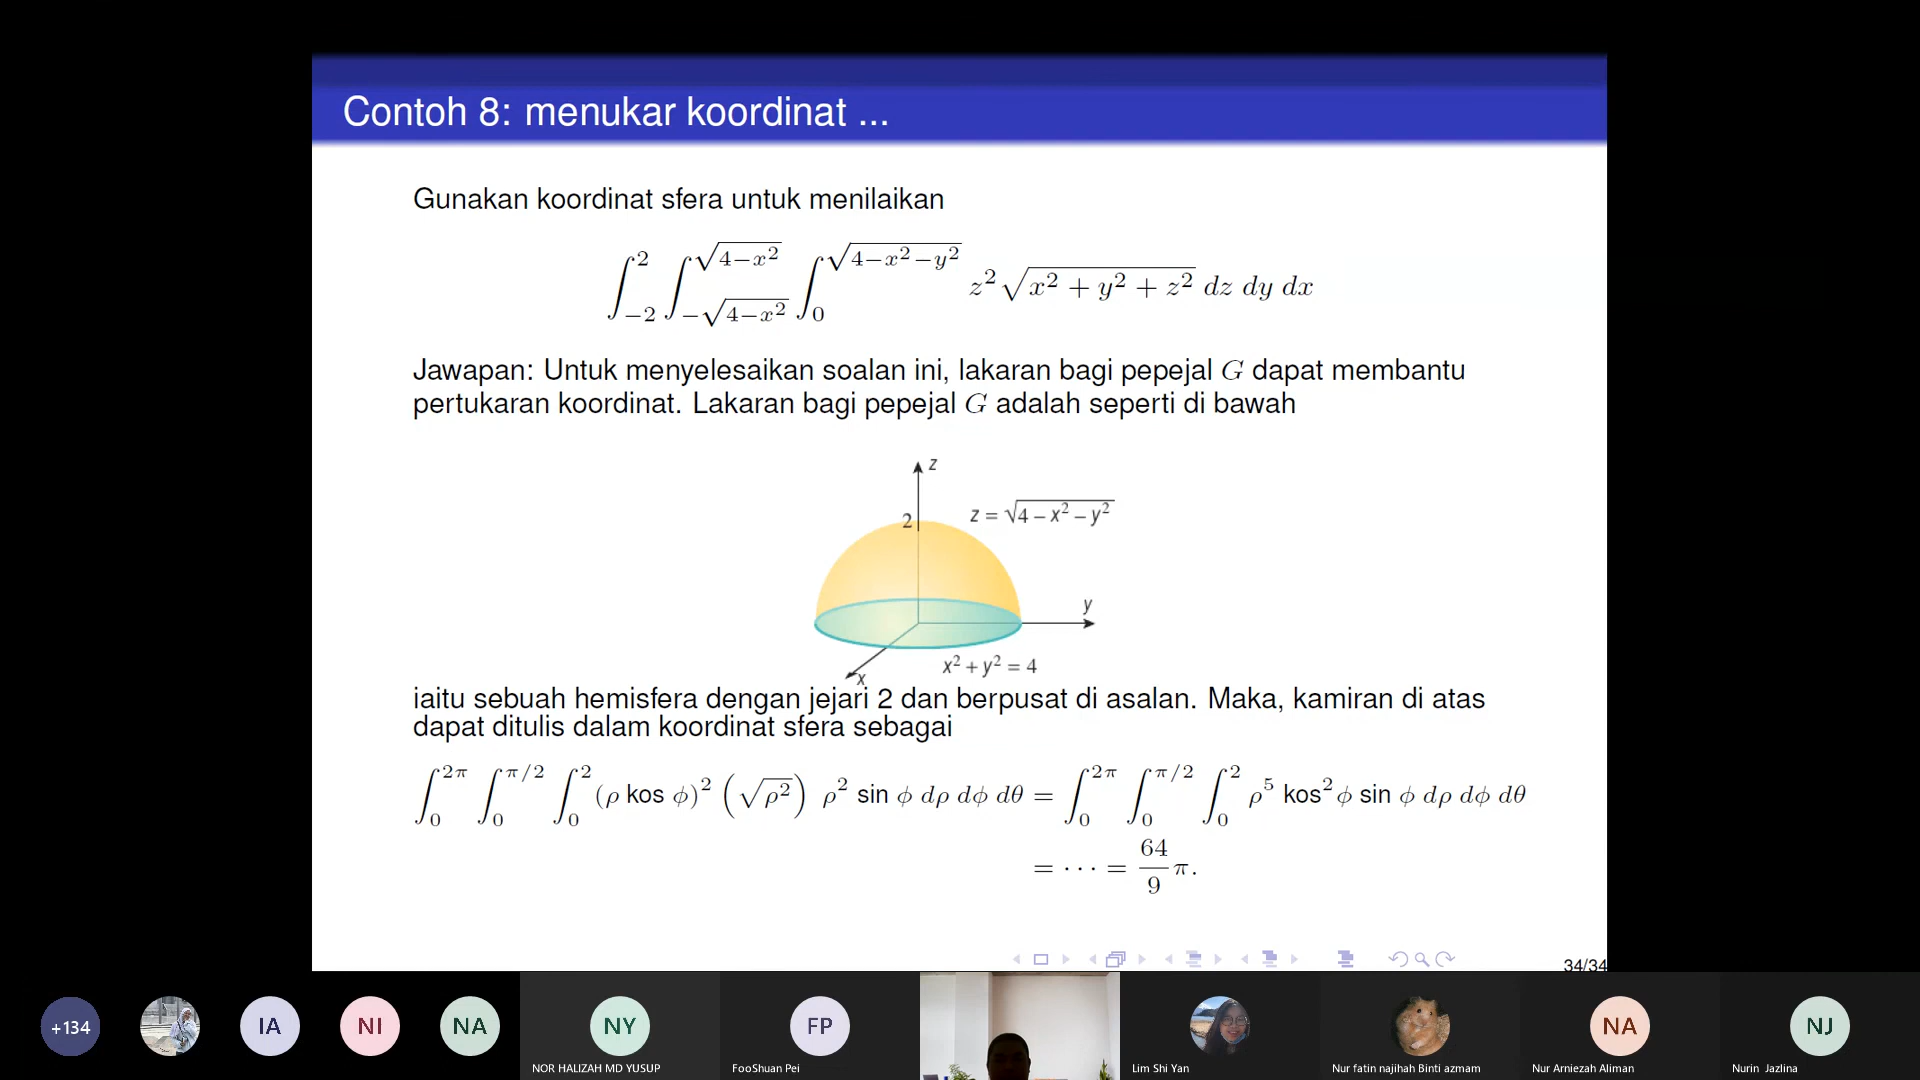 Contoh 8: menukar koordinat ...
Gunakan koordinat sfera untuk menilaikan
∫_{-2}^{2} ∫_{-√(4-x²)}^{√(4-x²)} ∫_{0}^{√(4-x²-y²)} z² √(x² + y² + z²) dz dy dx
Jawapan: Untuk menyelesaikan soalan ini, lakaran bagi pepejal G dapat membantu
pertukaran koordinat. Lakaran bagi pepejal G adalah seperti di bawah
z
2
z = √(4 – x² – y²)
y
x² + y² = 4
x
iaitu sebuah hemisfera dengan jejari 2 dan berpusat di asalan. Maka, kamiran di atas
dapat ditulis dalam koordinat sfera sebagai
∫_{0}^{2π} ∫_{0}^{π/2} ∫_{0}^{2} (ρ kos φ)² (√ρ²) ρ² sin φ dρ dφ dθ = ∫_{0}^{2π} ∫_{0}^{π/2} ∫_{0}^{2} ρ⁵ kos² φ sin φ dρ dφ dθ
= ··· = 64/9 π.
34/34
+134
IA
NI
NA
NY
FP
NA
NJ
NOR HALIZAH MD YUSUP
FooShuan Pei
Lim Shi Yan
Nur fatin najihah Binti azmam
Nur Arniezah Aliman
Nurin Jazlina